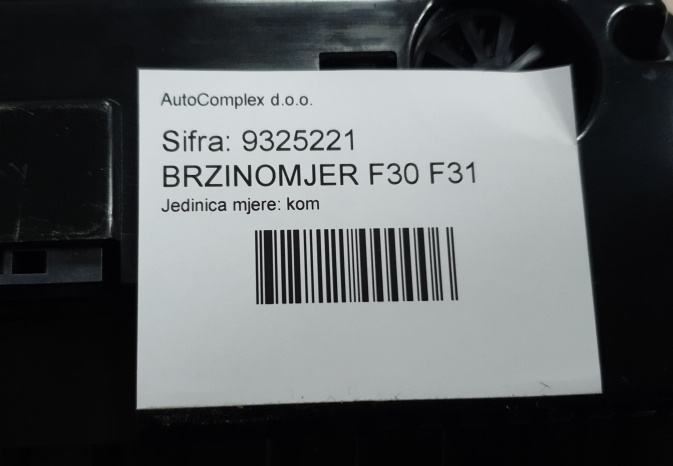 AutoComplex d.o.o.
Sifra: 9325221
BRZINOMJER F30 F31
Jedinica mjere: kom